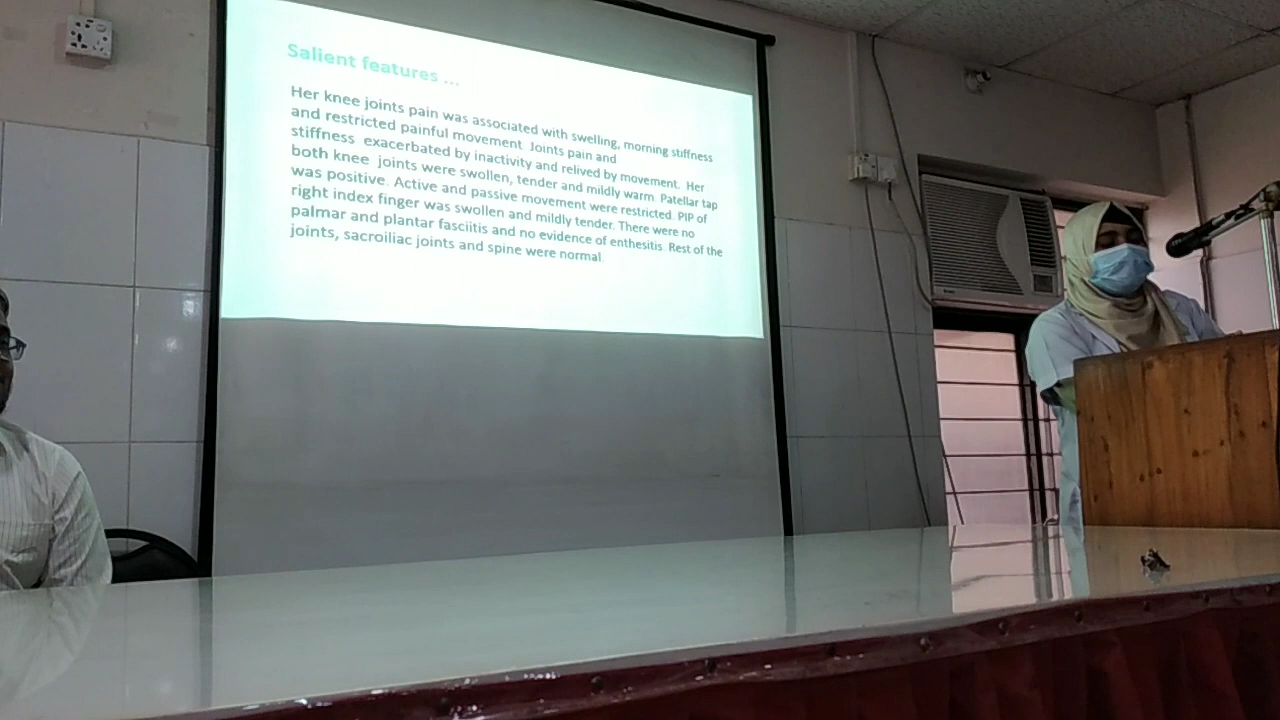 Salient features ...
Her knee joints pain was associated with swelling, morning stiffness
and restricted painful movement. Joints pain and
stiffness exacerbated by inactivity and relived by movement. Her
both knee joints were swollen, tender and mildly warm. Patellar tap
was positive. Active and passive movement were restricted. PIP of
right index finger was swollen and mildly tender. There were no
palmar and plantar fasciitis and no evidence of enthesitis. Rest of the
joints, sacroiliac joints and spine were normal.